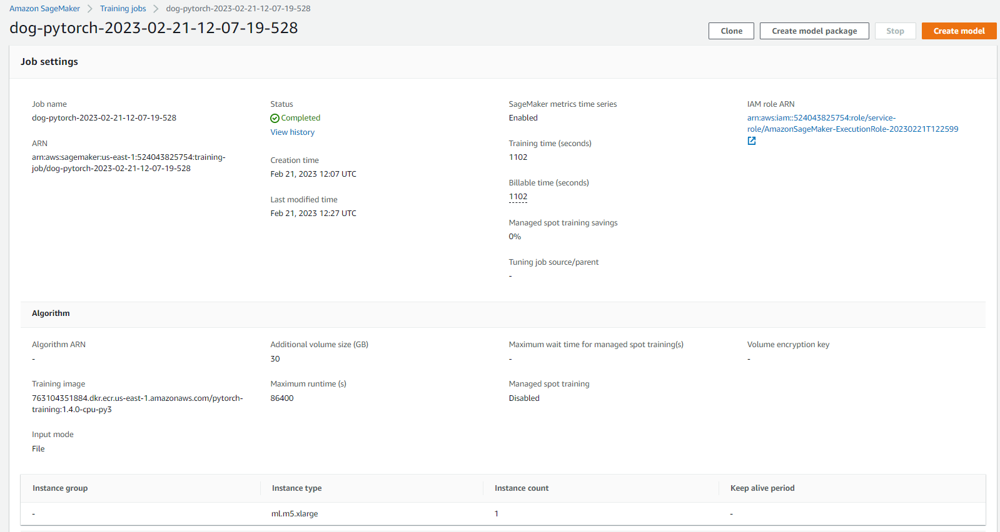 Amazon SageMaker > Training jobs > dog-pytorch-2023-02-21-12-07-19-528
dog-pytorch-2023-02-21-12-07-19-528
Clone
Create model package
Stop
Create model
Job settings
Job name
dog-pytorch-2023-02-21-12-07-19-528
ARN
arn:aws:sagemaker:us-east-1:524043825754:training-
job/dog-pytorch-2023-02-21-12-07-19-528
Status
Completed
View history
Creation time
Feb 21, 2023 12:07 UTC
Last modified time
Feb 21, 2023 12:27 UTC
SageMaker metrics time series
Enabled
Training time (seconds)
1102
Billable time (seconds)
1102
Managed spot training savings
0%
Tuning job source/parent
-
IAM role ARN
arn:aws:iam::524043825754:role/service-
role/AmazonSageMaker-ExecutionRole-20230221T122599
Algorithm
Algorithm ARN
-
Training image
763104351884.dkr.ecr.us-east-1.amazonaws.com/pytorch-
training:1.4.0-cpu-py3
Input mode
File
Additional volume size (GB)
30
Maximum runtime (s)
86400
Maximum wait time for managed spot training(s)
-
Managed spot training
Disabled
Volume encryption key
-
Instance group Instance type Instance count Keep alive period
- ml.m5.xlarge 1 -